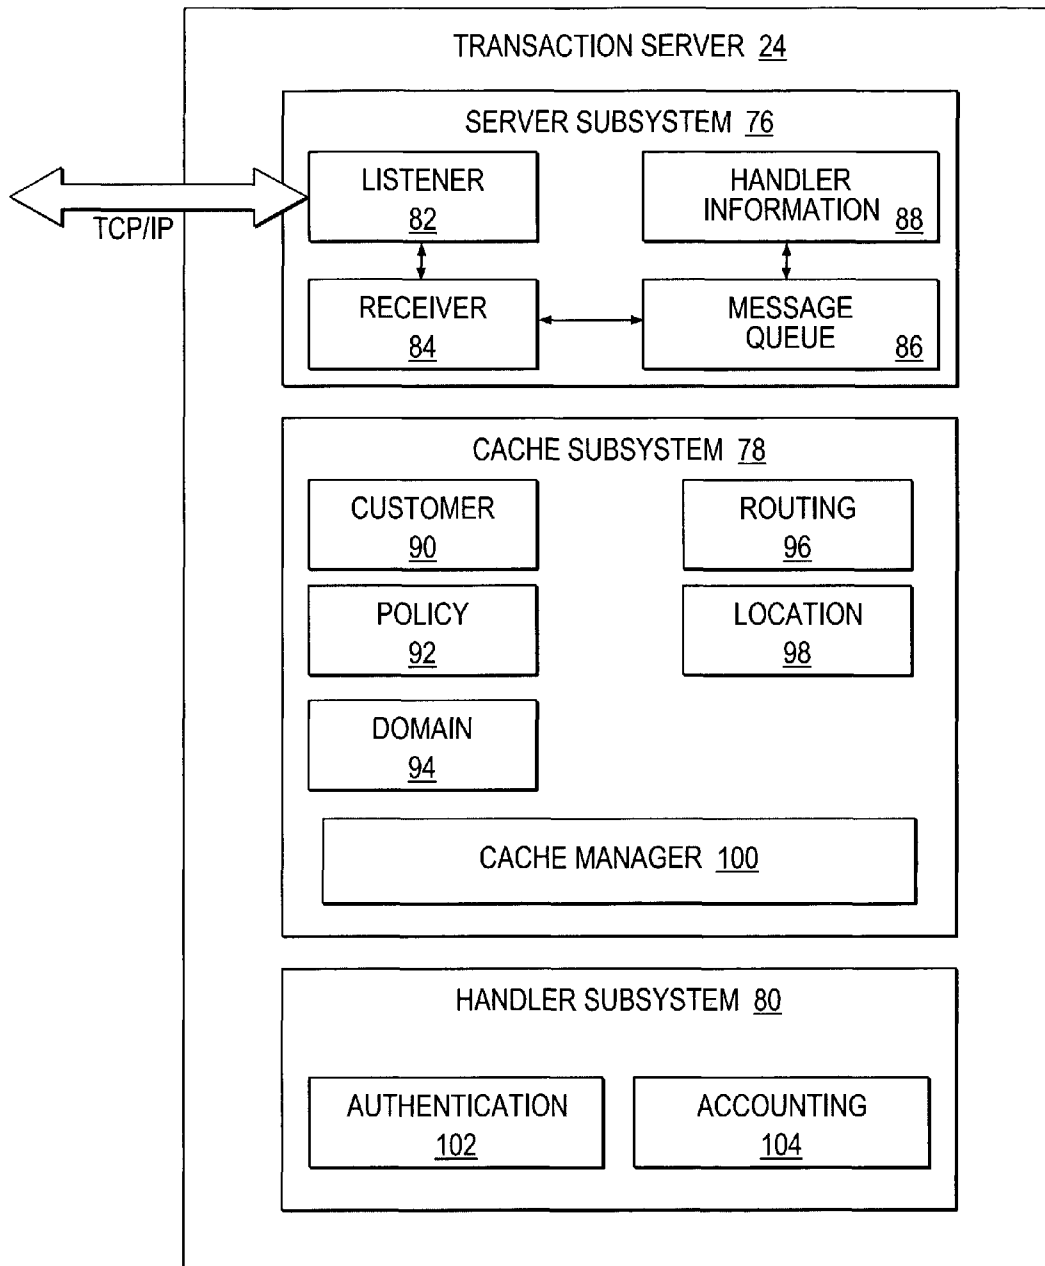 TRANSACTION SERVER 24
SERVER SUBSYSTEM 76
LISTENER
82
HANDLER
INFORMATION 88
TCP/IP
RECEIVER
84
MESSAGE
QUEUE 86
CACHE SUBSYSTEM 78
CUSTOMER
90
ROUTING
96
POLICY
92
LOCATION
98
DOMAIN
94
CACHE MANAGER 100
HANDLER SUBSYSTEM 80
AUTHENTICATION
102
ACCOUNTING
104